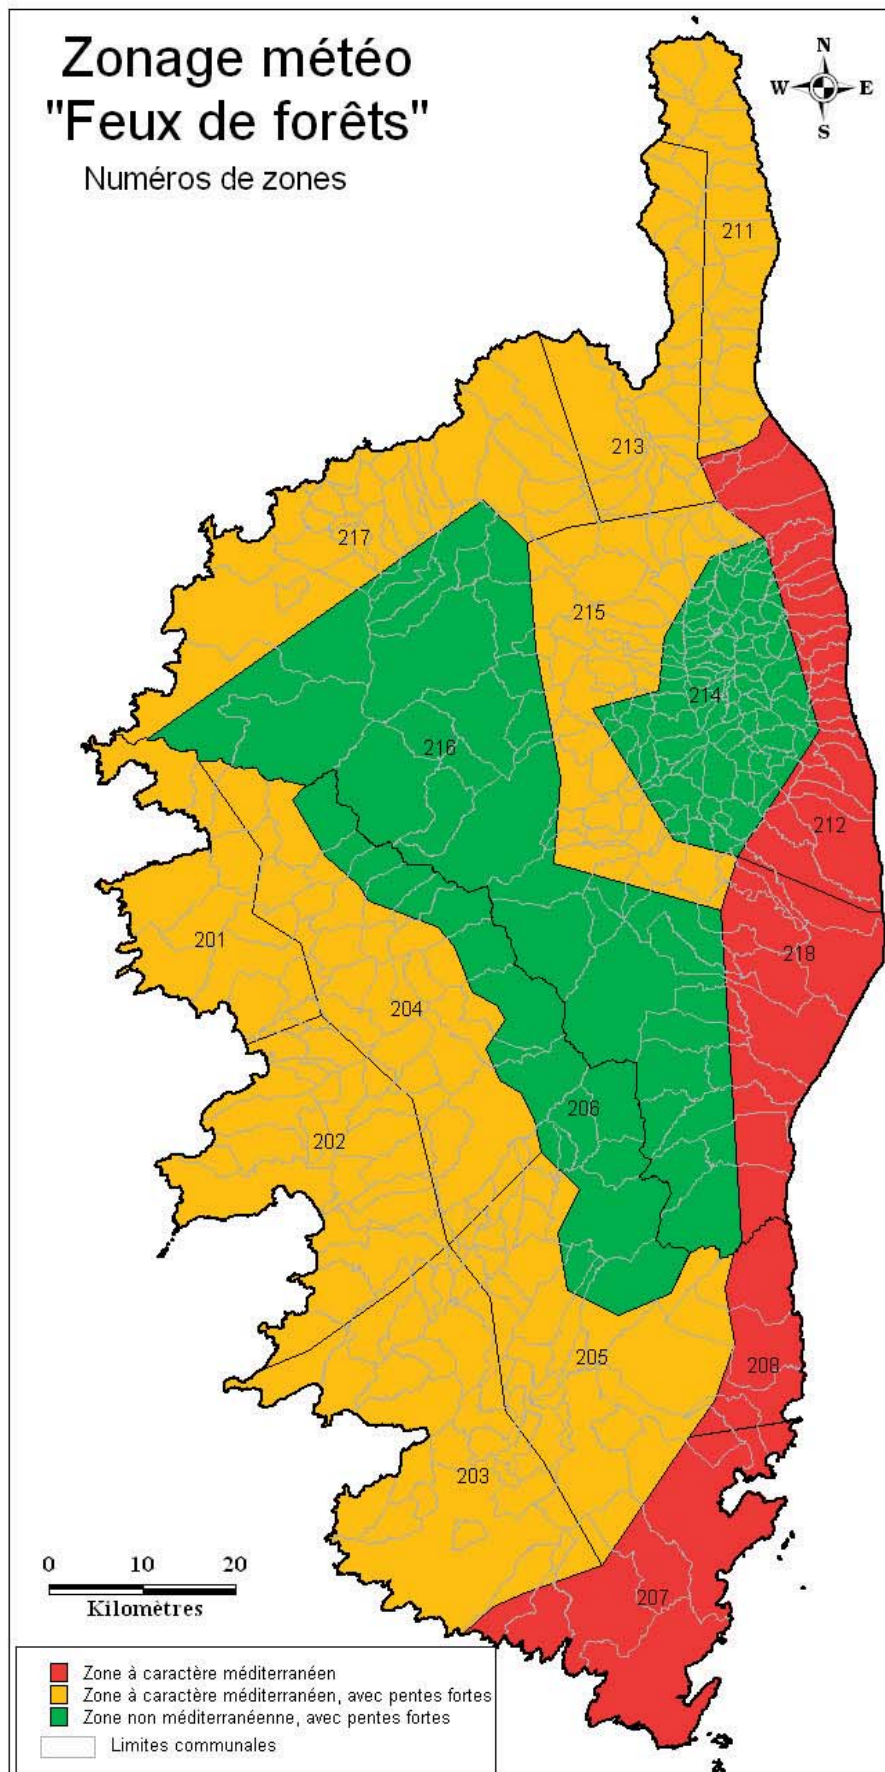 Zonage météo
"Feux de forêts"
Numéros de zones
N
W E
S
211
213
217
215
214
216
212
201
218
204
206
202
205
208
203
207
0 10 20
Kilomètres
Zone à caractère méditerranéen
Zone à caractère méditerranéen, avec pentes fortes
Zone non méditerranéenne, avec pentes fortes
Limites communales